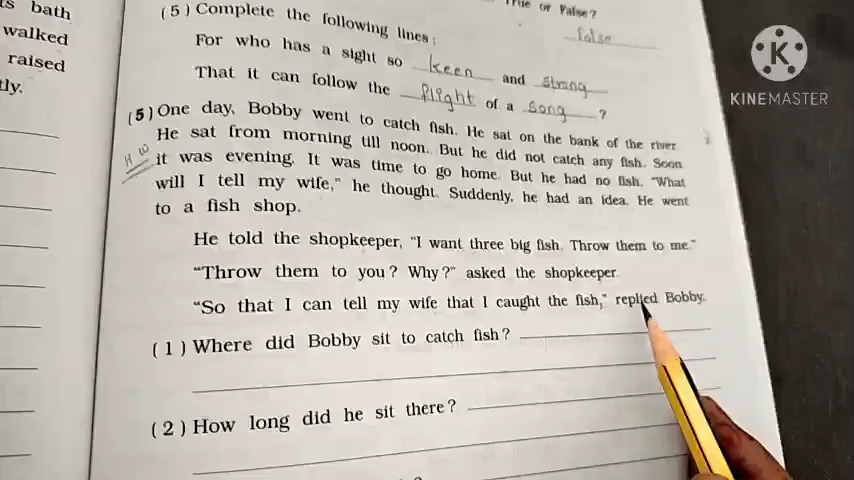 ts bath
walked
raised
tly.
True or False?
false
(5) Complete the following lines:
For who has a sight so keen and strong
That it can follow the flight of a song ?
(5) One day, Bobby went to catch fish. He sat on the bank of the river.
He sat from morning till noon. But he did not catch any fish. Soon
H W
it was evening. It was time to go home. But he had no fish. "What
will I tell my wife," he thought. Suddenly, he had an idea. He went
to a fish shop.
He told the shopkeeper, "I want three big fish. Throw them to me."
"Throw them to you? Why?" asked the shopkeeper.
"So that I can tell my wife that I caught the fish," replied Bobby.
(1) Where did Bobby sit to catch fish?
(2) How long did he sit there?
K
KINEMASTER